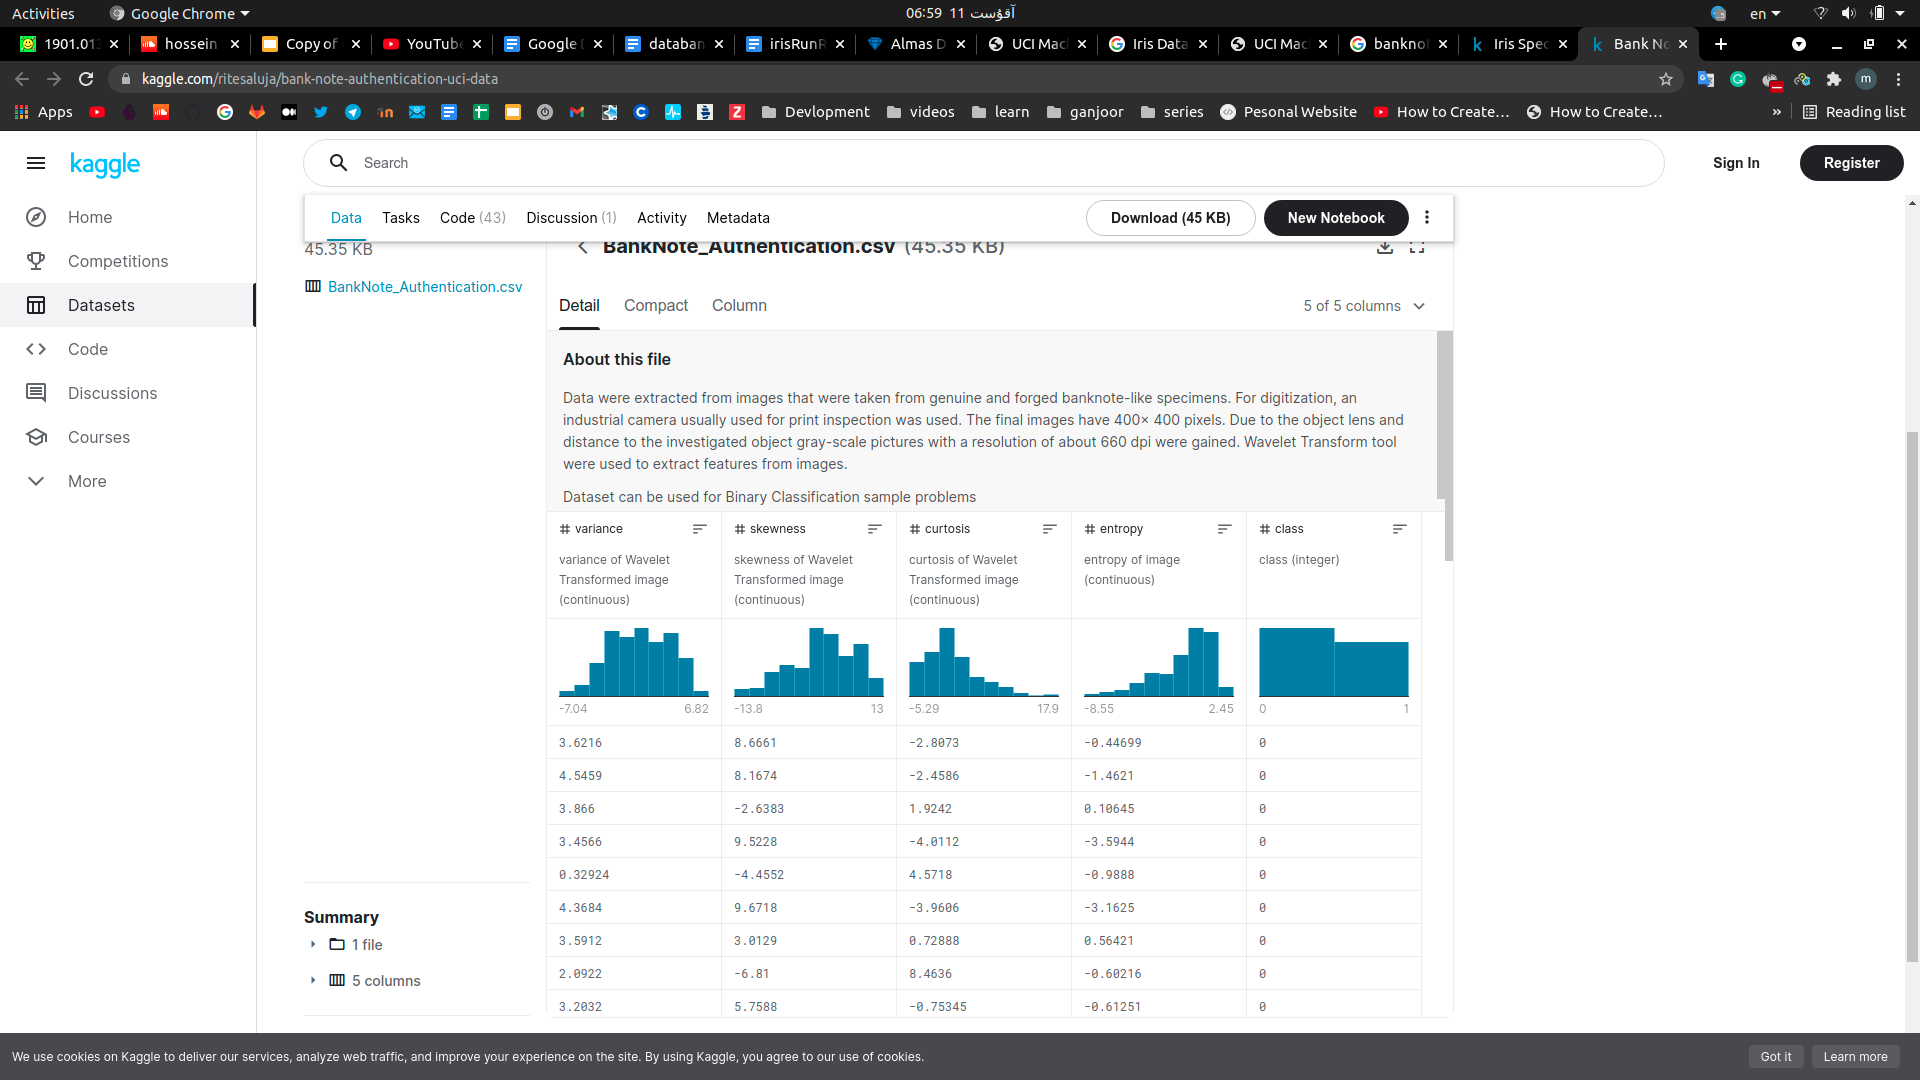 Activities
Google Chrome
06:59 11 آقۇست
en
1901.01
hossein
Copy of
YouTube
Google D
databan
irisRunR
Almas D
UCI Mac
Iris Data
UCI Mac
banknot
Iris Spec
Bank No
kaggle.com/ritesaluja/bank-note-authentication-uci-data
m
Apps
Devlopment
videos
learn
ganjoor
series
Pesonal Website
How to Create…
How to Create…
»
Reading list
kaggle
Search
Sign In
Register
Home
Competitions
Datasets
Code
Discussions
Courses
More
Data
Tasks
Code (43)
Discussion (1)
Activity
Metadata
Download (45 KB)
New Notebook
45.35 KB
BankNote_Authentication.csv
BankNote_Authentication.csv (45.35 KB)
Detail
Compact
Column
5 of 5 columns
About this file
Data were extracted from images that were taken from genuine and forged banknote-like specimens. For digitization, an
industrial camera usually used for print inspection was used. The final images have 400× 400 pixels. Due to the object lens and
distance to the investigated object gray-scale pictures with a resolution of about 660 dpi were gained. Wavelet Transform tool
were used to extract features from images.
Dataset can be used for Binary Classification sample problems
# variance
# skewness
# curtosis
# entropy
# class
variance of Wavelet
Transformed image
(continuous)
skewness of Wavelet
Transformed image
(continuous)
curtosis of Wavelet
Transformed image
(continuous)
entropy of image
(continuous)
class (integer)
-7.04 6.82
-13.8 13
-5.29 17.9
-8.55 2.45
0 1
3.6216 8.6661 -2.8073 -0.44699 0
4.5459 8.1674 -2.4586 -1.4621 0
3.866 -2.6383 1.9242 0.10645 0
3.4566 9.5228 -4.0112 -3.5944 0
0.32924 -4.4552 4.5718 -0.9888 0
4.3684 9.6718 -3.9606 -3.1625 0
3.5912 3.0129 0.72888 0.56421 0
2.0922 -6.81 8.4636 -0.60216 0
3.2032 5.7588 -0.75345 -0.61251 0
Summary
1 file
5 columns
We use cookies on Kaggle to deliver our services, analyze web traffic, and improve your experience on the site. By using Kaggle, you agree to our use of cookies.
Got it
Learn more